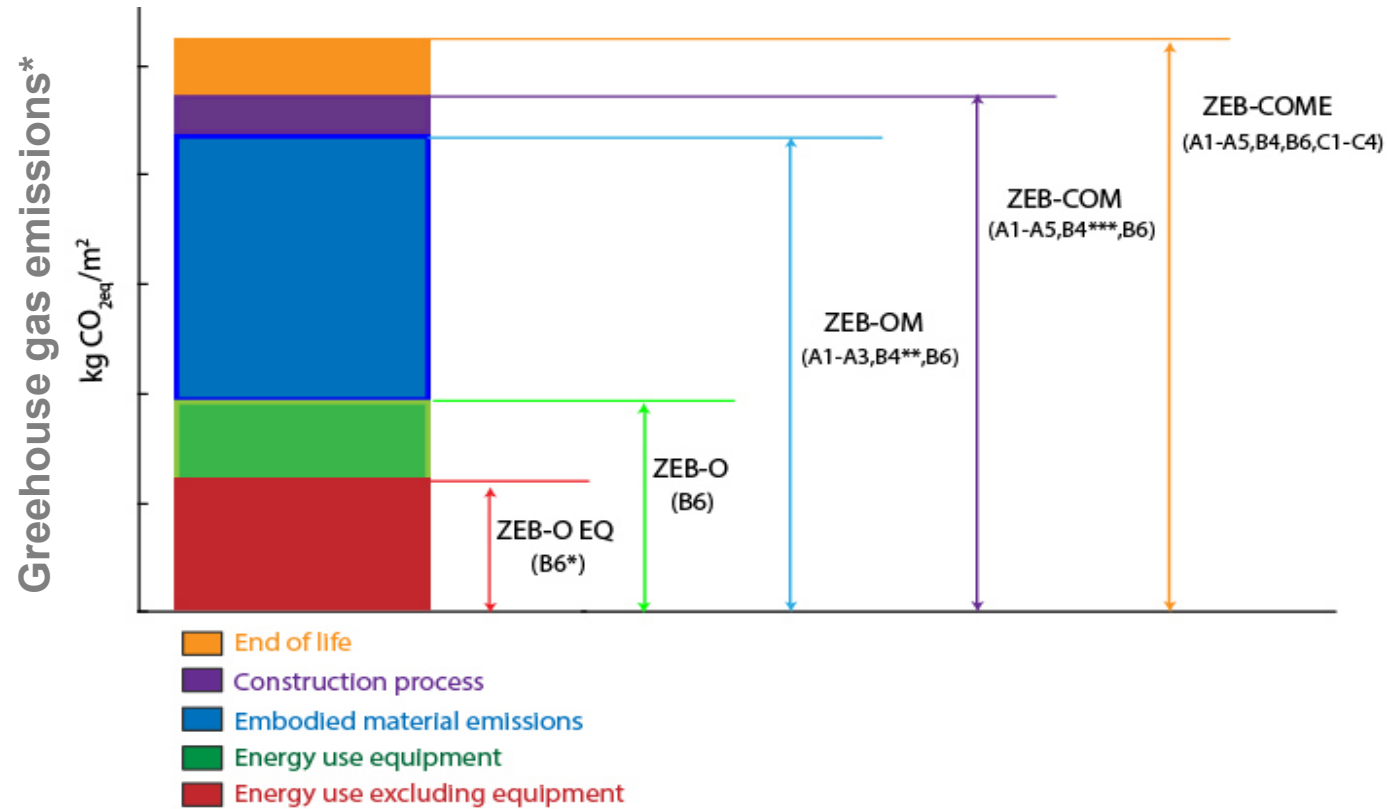 Greehouse gas emissions*
kg CO2eq/m2
ZEB-COME
(A1-A5,B4,B6,C1-C4)
ZEB-COM
(A1-A5,B4***,B6)
ZEB-OM
(A1-A3,B4**,B6)
ZEB-O
(B6)
ZEB-O EQ
(B6*)
End of life
Construction process
Embodied material emissions
Energy use equipment
Energy use excluding equipment